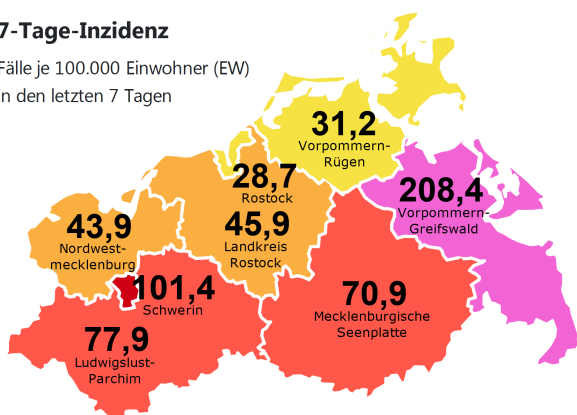 7-Tage-Inzidenz
Fälle je 100.000 Einwohner (EW)
in den letzten 7 Tagen
31,2
Vorpommern-
Rügen
28,7
Rostock
208,4
Vorpommern-
Greifswald
43,9
Nordwest-
mecklenburg
45,9
Landkreis
Rostock
101,4
Schwerin
70,9
Mecklenburgische
Seenplatte
77,9
Ludwigslust-
Parchim